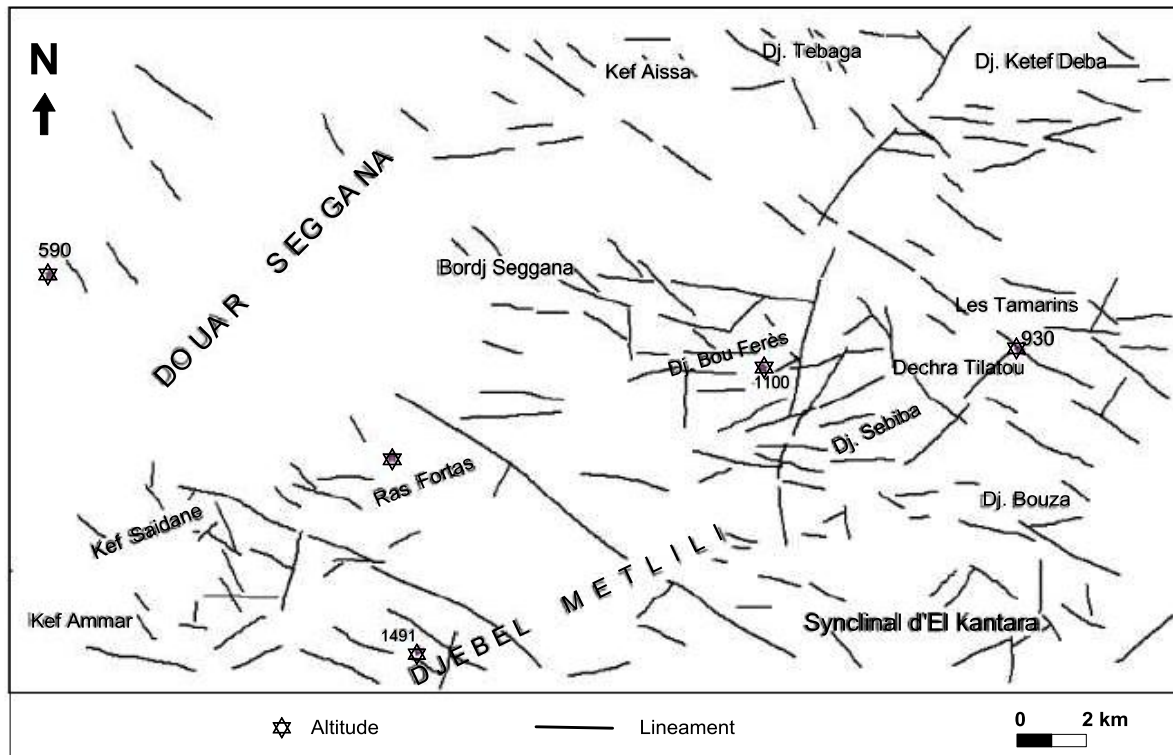 N
Dj. Tebaga
Kef Aissa
Dj. Ketef Deba
DOUAR SEGGANA
590
Bordj Seggana
Les Tamarins
930
Dj. Bou Ferès
1100
Dechra Tilatou
Dj. Sebiba
Ras Fortas
Dj. Bouza
Kef Saidane
DJEBEL METLILI
Kef Ammar
Synclinal d'El Kantara
1491
Altitude
Lineament
0 2 km